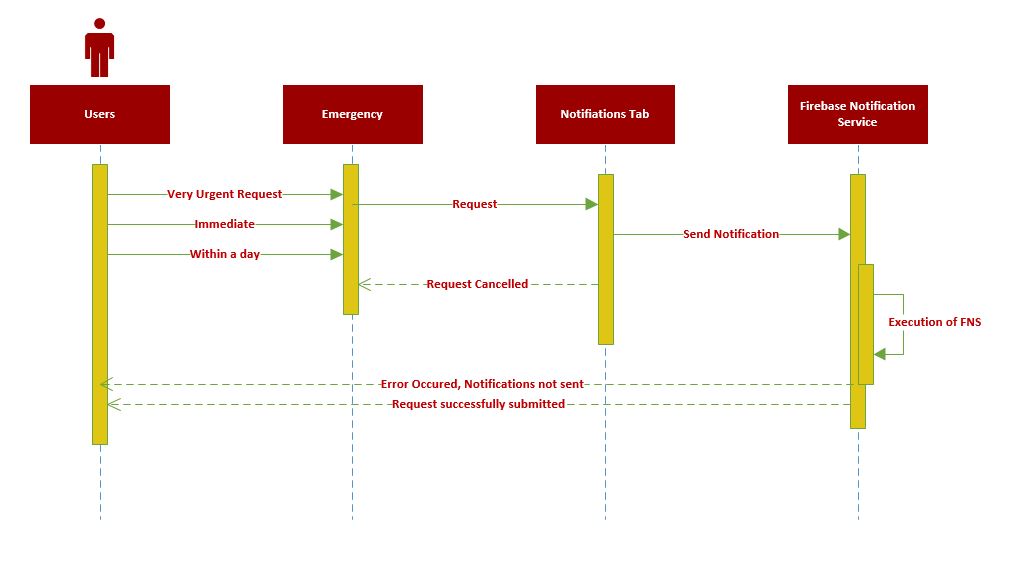 Users
Emergency
Notifiations Tab
Firebase Notification
Service
Very Urgent Request
Request
Immediate
Send Notification
Within a day
Request Cancelled
Execution of FNS
Error Occured, Notifications not sent
Request successfully submitted